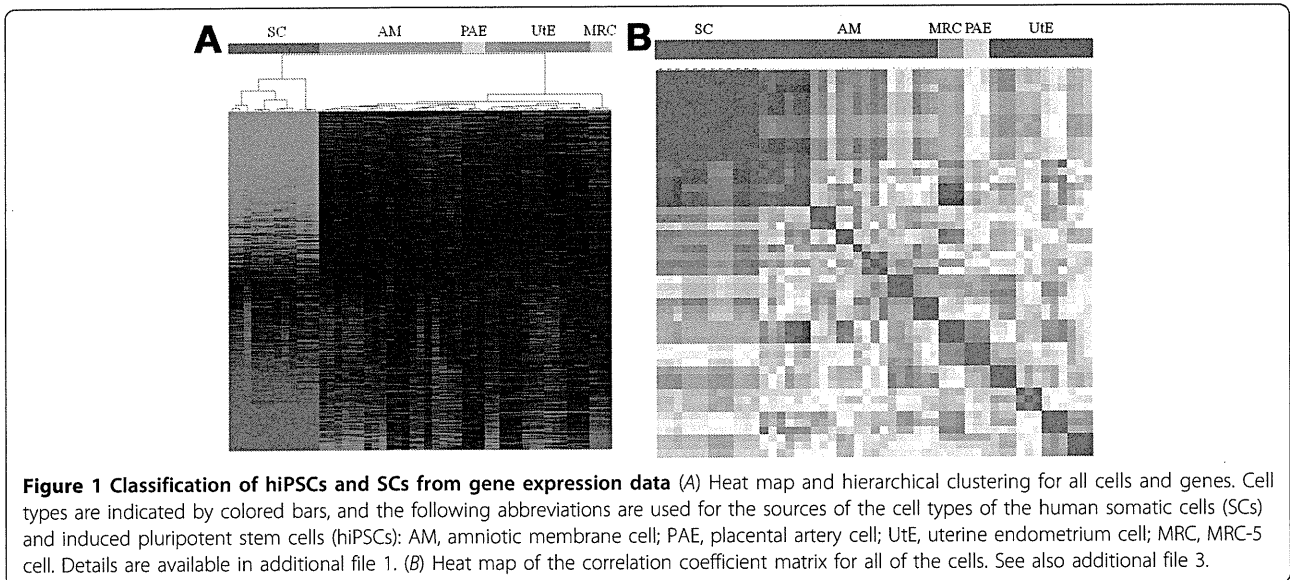 A
SC AM PAE UtE MRC
B
SC AM MRC PAE UtE
Figure 1 Classification of hiPSCs and SCs from gene expression data (A) Heat map and hierarchical clustering for all cells and genes. Cell
types are indicated by colored bars, and the following abbreviations are used for the sources of the cell types of the human somatic cells (SCs)
and induced pluripotent stem cells (hiPSCs): AM, amniotic membrane cell; PAE, placental artery cell; UtE, uterine endometrium cell; MRC, MRC-5
cell. Details are available in additional file 1. (B) Heat map of the correlation coefficient matrix for all of the cells. See also additional file 3.